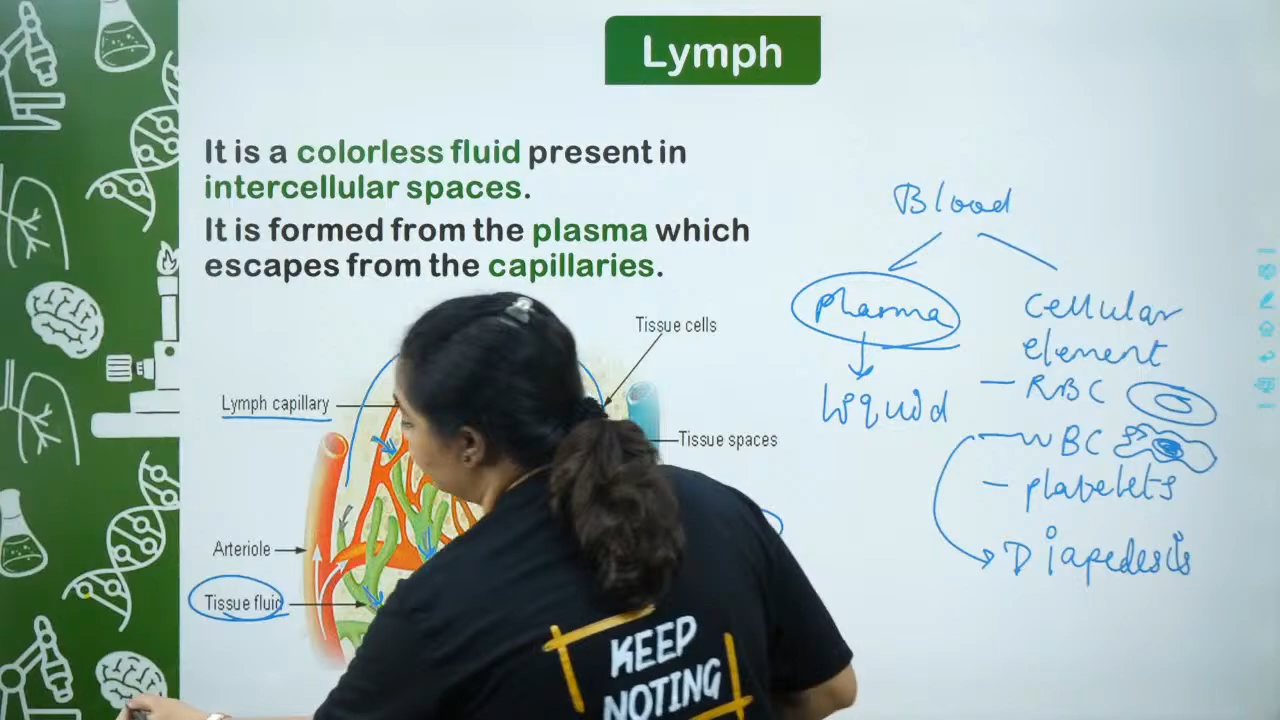 Lymph
It is a colorless fluid present in
intercellular spaces.
It is formed from the plasma which
escapes from the capillaries.
Tissue cells
Lymph capillary
Tissue spaces
Arteriole
Tissue fluid
Blood
plasma
liquid
cellular
element
- RBC
- WBC
- platelets
Diapedesis
KEEP
NOTING